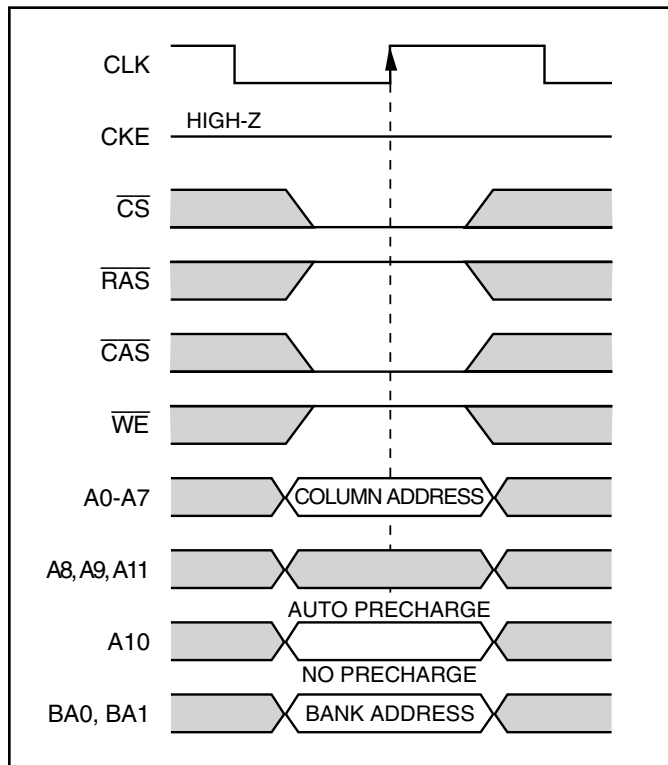 CLK
CKE HIGH-Z
CS
RAS
CAS
WE
A0-A7 COLUMN ADDRESS
A8, A9, A11
AUTO PRECHARGE
A10
NO PRECHARGE
BA0, BA1 BANK ADDRESS